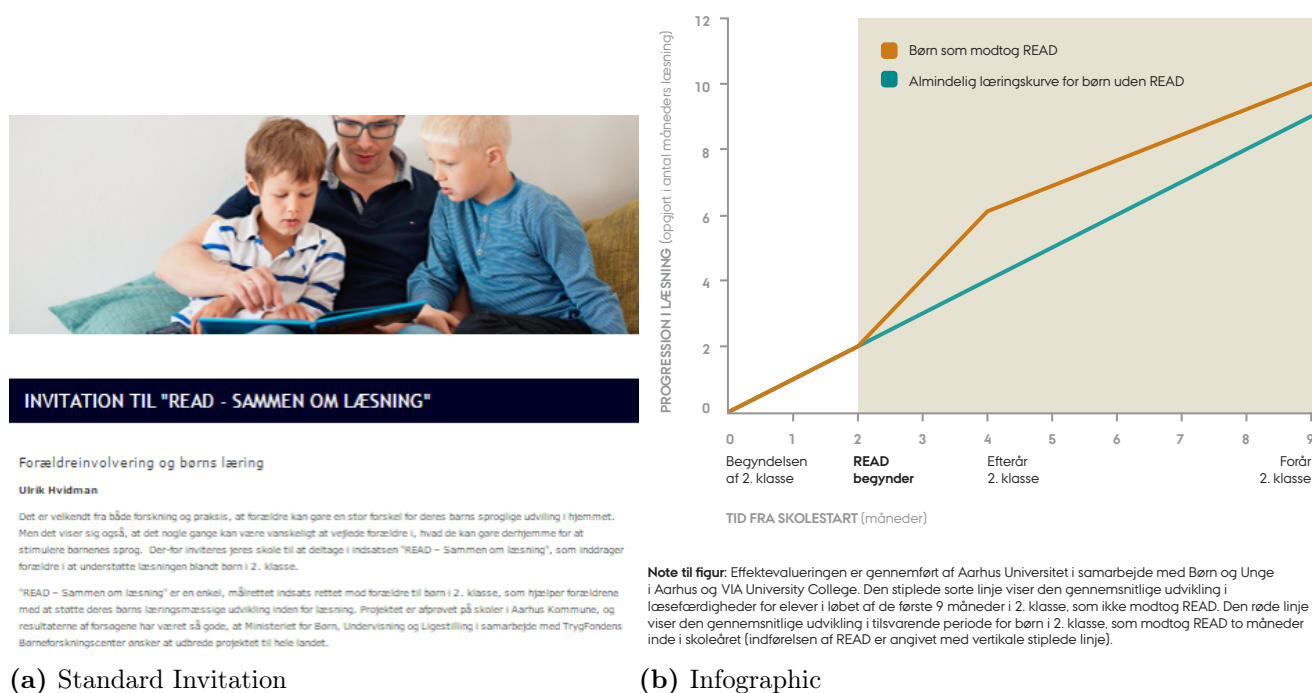 INVITATION TIL "READ - SAMMEN OM LÆSNING"
Forældreinvolvering og børns læring
Ulrik Hvidman
Det er velkendt fra både forskning og praksis, at forældre kan gøre en stor forskel for deres barns sproglige udviling i hjemmet.
Men det viser sig også, at det nogle gange kan være vanskeligt at vejlede forældre i, hvad de kan gøre derhjemme for at
stimulere børnenes sprog. Der-for inviteres jeres skole til at deltage i indsatsen "READ – Sammen om læsning", som inddrager
forældre i at understøtte læsningen blandt børn i 2. klasse.
"READ – Sammen om læsning" er en enkel, målrettet indsats rettet mod forældre til børn i 2. klasse, som hjælper forældrene
med at støtte deres børns læringsmæssige udvikling inden for læsning. Projektet er afprøvet på skoler i Aarhus Kommune, og
resultaterne af forsøgene har været så gode, at Ministeriet for Børn, Undervisning og Ligestilling i samarbejde med TrygFondens
Børneforskningscenter ønsker at udbrede projektet til hele landet.
(a) Standard Invitation
PROGRESSION I LÆSNING (opgjort i antal måneders læsning)
12
10
8
6
4
2
0
Børn som modtog READ
Almindelig læringskurve for børn uden READ
0 1 2 3 4 5 6 7 8 9
Begyndelsen READ Efterår Forår
af 2. klasse begynder 2. klasse 2. klasse
TID FRA SKOLESTART (måneder)
Note til figur: Effektevalueringen er gennemført af Aarhus Universitet i samarbejde med Børn og Unge
i Aarhus og VIA University College. Den stiplede sorte linje viser den gennemsnitlige udvikling i
læsefærdigheder for elever i løbet af de første 9 måneder i 2. klasse, som ikke modtog READ. Den røde linje
viser den gennemsnitlige udvikling i tilsvarende periode for børn i 2. klasse, som modtog READ to måneder
inde i skoleåret (indførelsen af READ er angivet med vertikale stiplede linje).
(b) Infographic